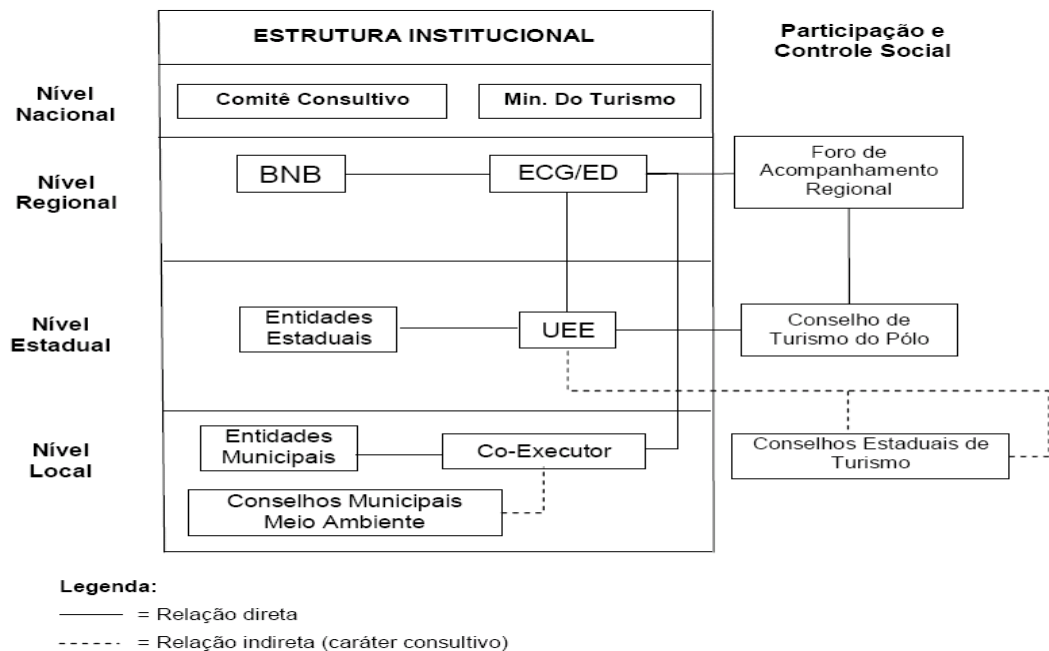 ESTRUTURA INSTITUCIONAL
Participação e
Controle Social
Nível
Nacional
Comitê Consultivo
Min. Do Turismo
Nível
Regional
BNB
ECG/ED
Foro de
Acompanhamento
Regional
Nível
Estadual
Entidades
Estaduais
UEE
Conselho de
Turismo do Pólo
Nível
Local
Entidades
Municipais
Co-Executor
Conselhos Estaduais de
Turismo
Conselhos Municipais
Meio Ambiente
Legenda:
= Relação direta
= Relação indireta (caráter consultivo)